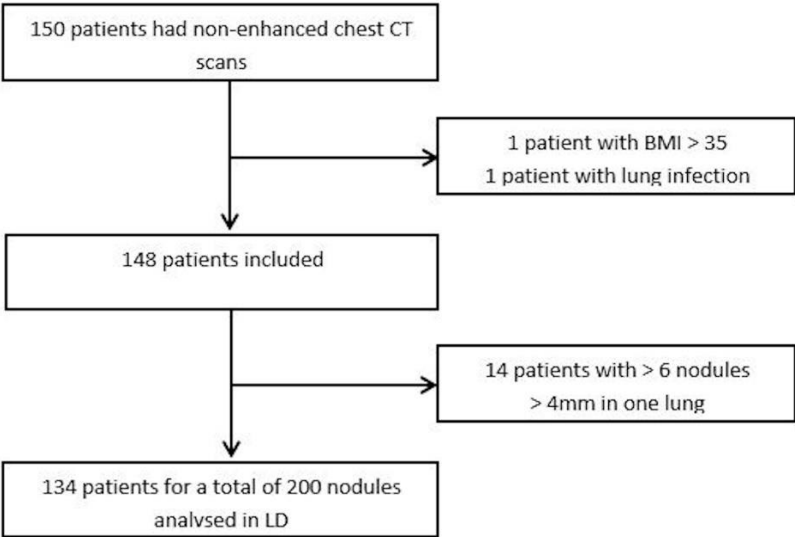 150 patients had non-enhanced chest CT
scans
1 patient with BMI > 35
1 patient with lung infection
148 patients included
14 patients with > 6 nodules
> 4mm in one lung
134 patients for a total of 200 nodules
analysed in LD